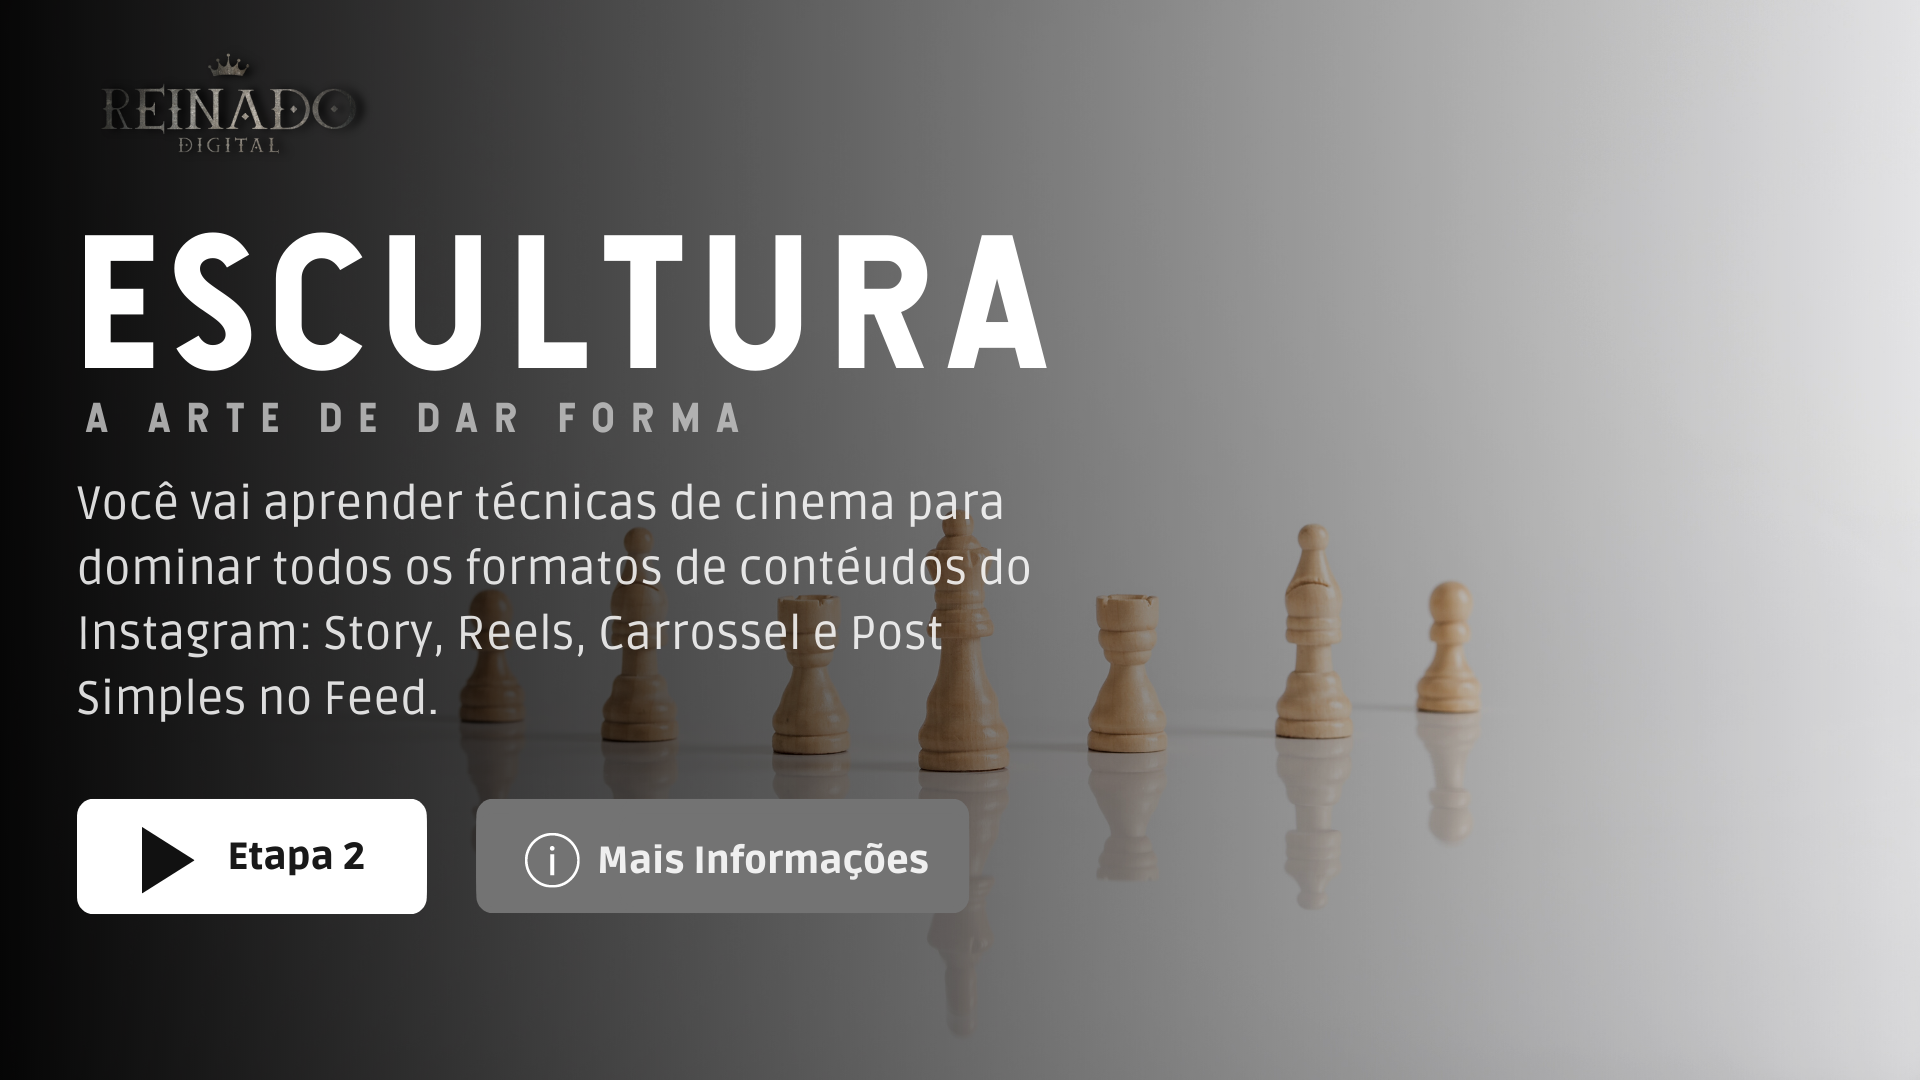 REINADO
DIGITAL
ESCULTURA
A ARTE DE DAR FORMA
Você vai aprender técnicas de cinema para
dominar todos os formatos de contéudos do
Instagram: Story, Reels, Carrossel e Post
Simples no Feed.
Etapa 2
Mais Informações